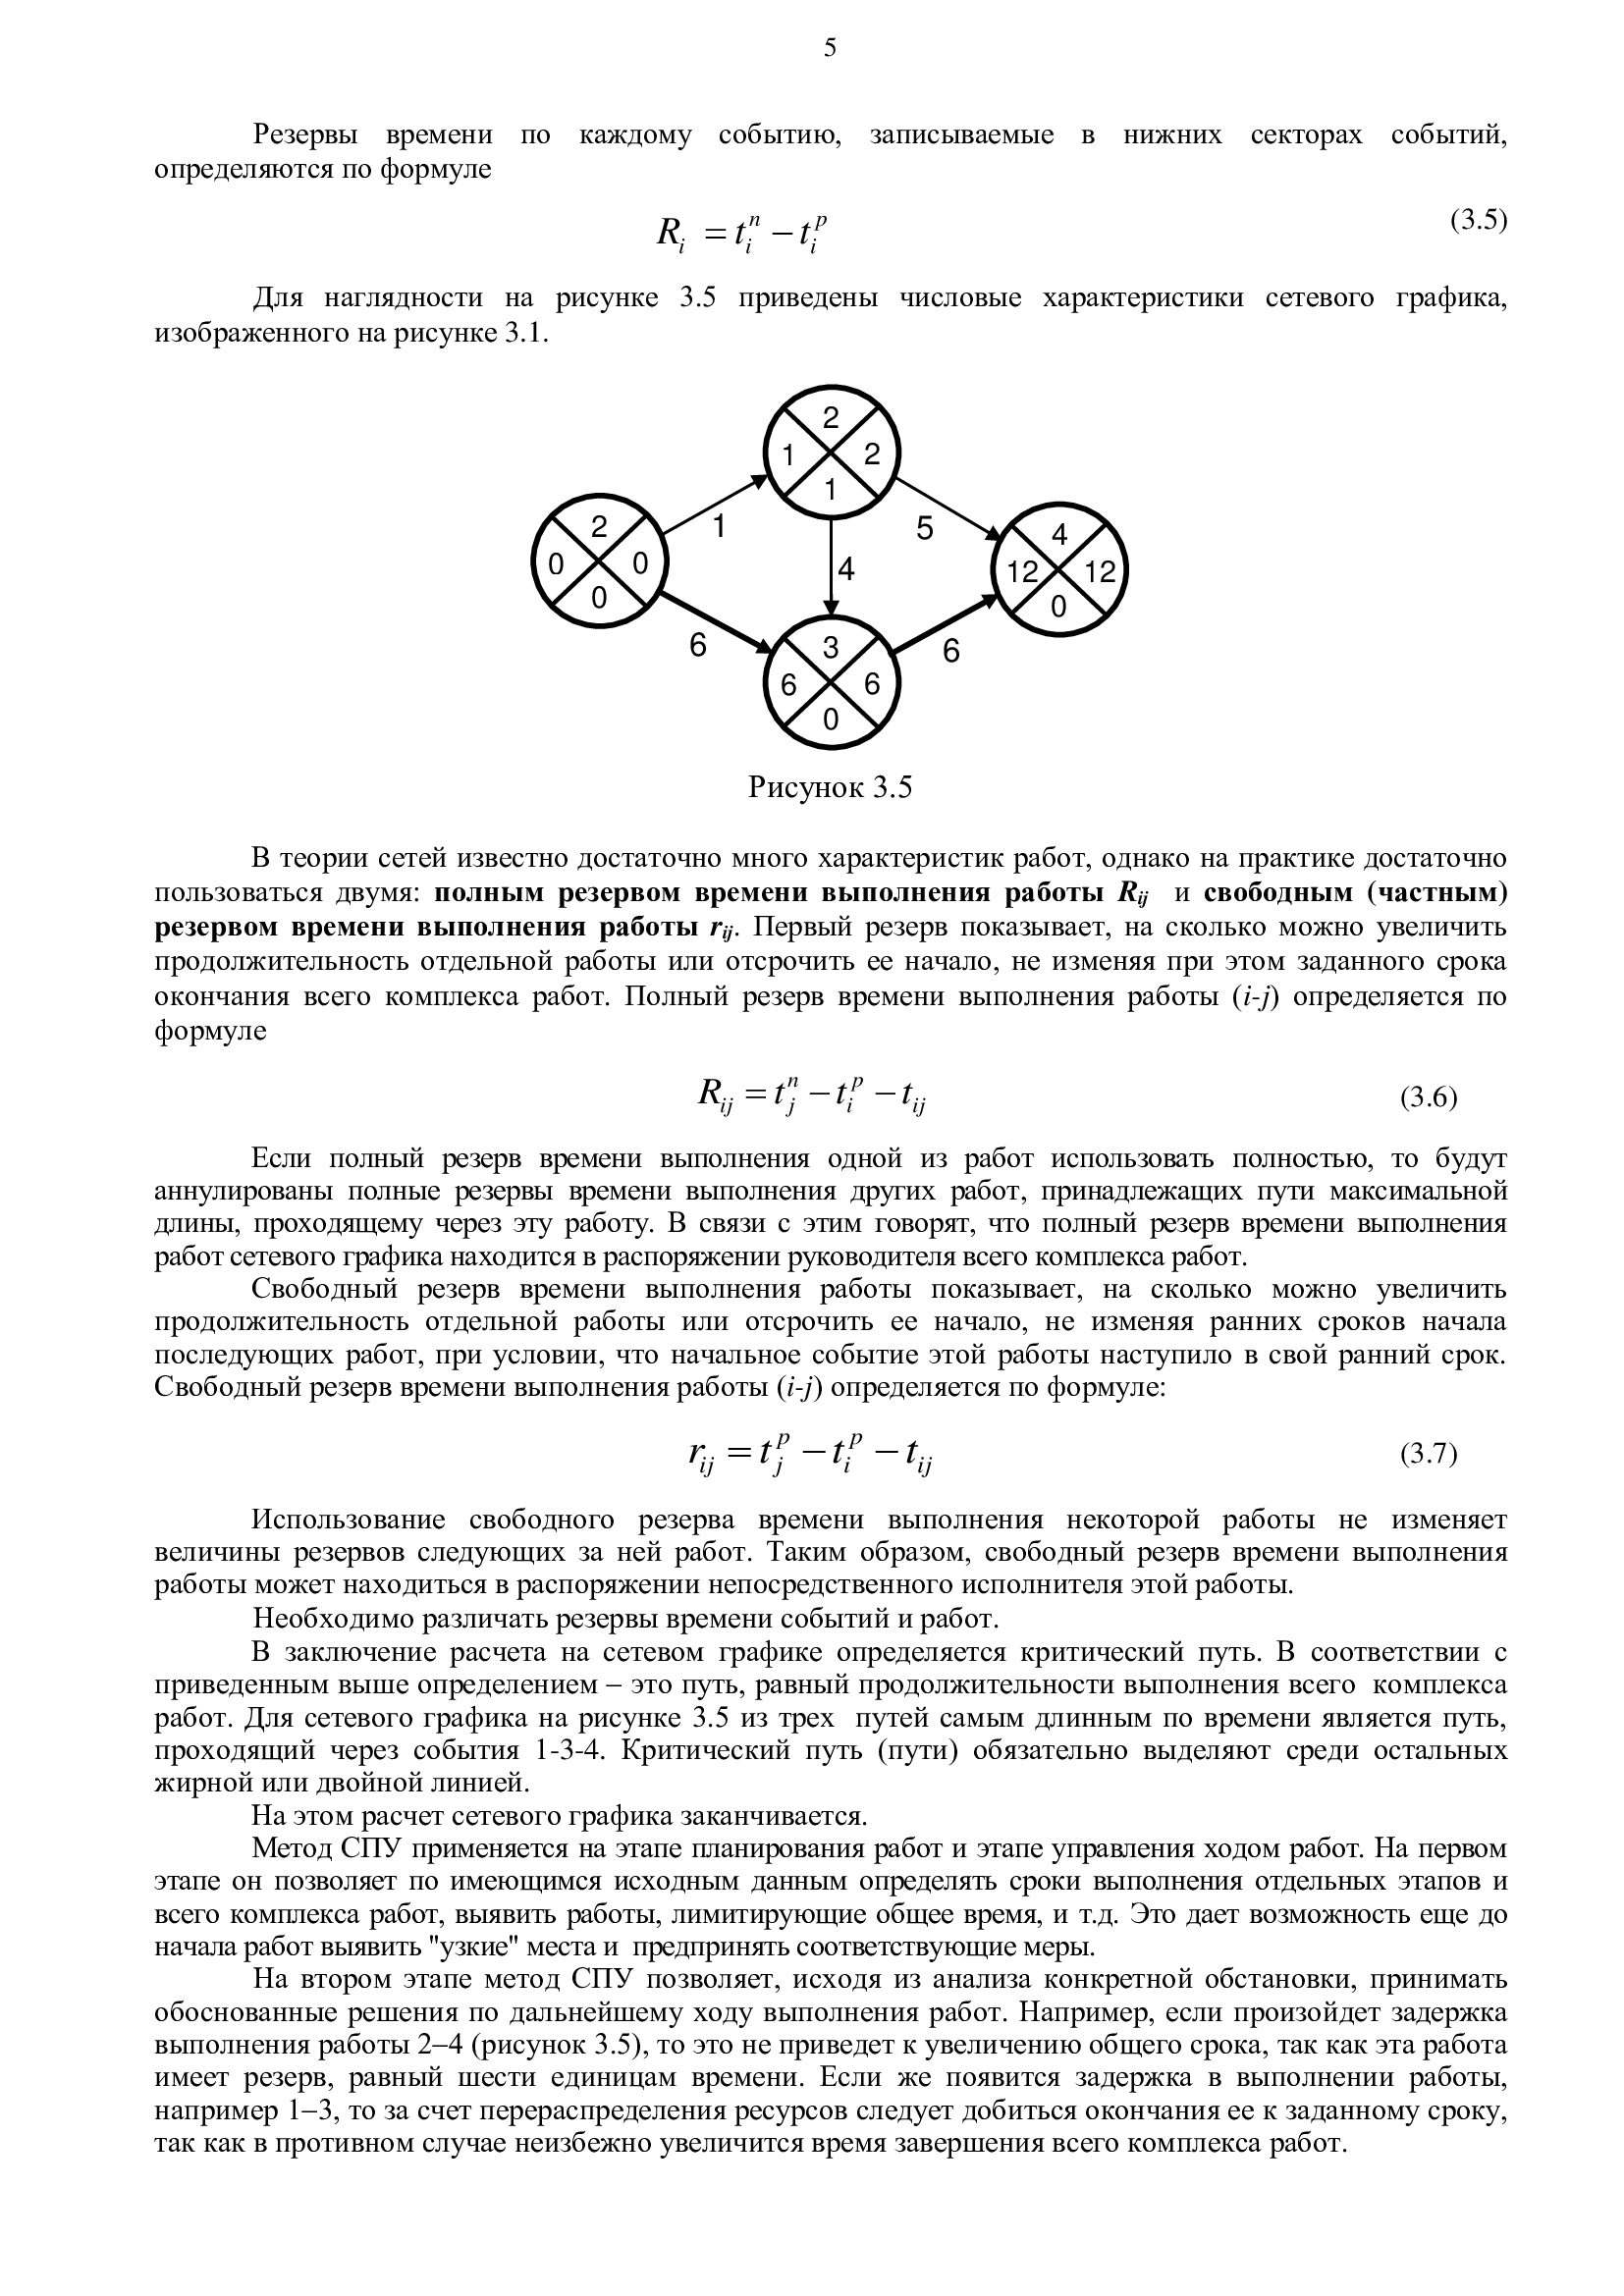 5
Резервы времени по каждому событию, записываемые в нижних секторах событий,
определяются по формуле
R_i = t_i^п − t_i^р (3.5)
Для наглядности на рисунке 3.5 приведены числовые характеристики сетевого графика,
изображенного на рисунке 3.1.
2
1 2
1
2
0 0
0
1
5
4
12 12
0
4
6
3
6 6
0
6
Рисунок 3.5
В теории сетей известно достаточно много характеристик работ, однако на практике достаточно
пользоваться двумя: полным резервом времени выполнения работы R_ij и свободным (частным)
резервом времени выполнения работы r_ij. Первый резерв показывает, на сколько можно увеличить
продолжительность отдельной работы или отсрочить ее начало, не изменяя при этом заданного срока
окончания всего комплекса работ. Полный резерв времени выполнения работы (i-j) определяется по
формуле
R_ij = t_j^п − t_i^р − t_ij (3.6)
Если полный резерв времени выполнения одной из работ использовать полностью, то будут
аннулированы полные резервы времени выполнения других работ, принадлежащих пути максимальной
длины, проходящему через эту работу. В связи с этим говорят, что полный резерв времени выполнения
работ сетевого графика находится в распоряжении руководителя всего комплекса работ.
Свободный резерв времени выполнения работы показывает, на сколько можно увеличить
продолжительность отдельной работы или отсрочить ее начало, не изменяя ранних сроков начала
последующих работ, при условии, что начальное событие этой работы наступило в свой ранний срок.
Свободный резерв времени выполнения работы (i-j) определяется по формуле:
r_ij = t_j^р − t_i^р − t_ij (3.7)
Использование свободного резерва времени выполнения некоторой работы не изменяет
величины резервов следующих за ней работ. Таким образом, свободный резерв времени выполнения
работы может находиться в распоряжении непосредственного исполнителя этой работы.
Необходимо различать резервы времени событий и работ.
В заключение расчета на сетевом графике определяется критический путь. В соответствии с
приведенным выше определением – это путь, равный продолжительности выполнения всего комплекса
работ. Для сетевого графика на рисунке 3.5 из трех путей самым длинным по времени является путь,
проходящий через события 1-3-4. Критический путь (пути) обязательно выделяют среди остальных
жирной или двойной линией.
На этом расчет сетевого графика заканчивается.
Метод СПУ применяется на этапе планирования работ и этапе управления ходом работ. На первом
этапе он позволяет по имеющимся исходным данным определять сроки выполнения отдельных этапов и
всего комплекса работ, выявить работы, лимитирующие общее время, и т.д. Это дает возможность еще до
начала работ выявить "узкие" места и предпринять соответствующие меры.
На втором этапе метод СПУ позволяет, исходя из анализа конкретной обстановки, принимать
обоснованные решения по дальнейшему ходу выполнения работ. Например, если произойдет задержка
выполнения работы 2–4 (рисунок 3.5), то это не приведет к увеличению общего срока, так как эта работа
имеет резерв, равный шести единицам времени. Если же появится задержка в выполнении работы,
например 1–3, то за счет перераспределения ресурсов следует добиться окончания ее к заданному сроку,
так как в противном случае неизбежно увеличится время завершения всего комплекса работ.